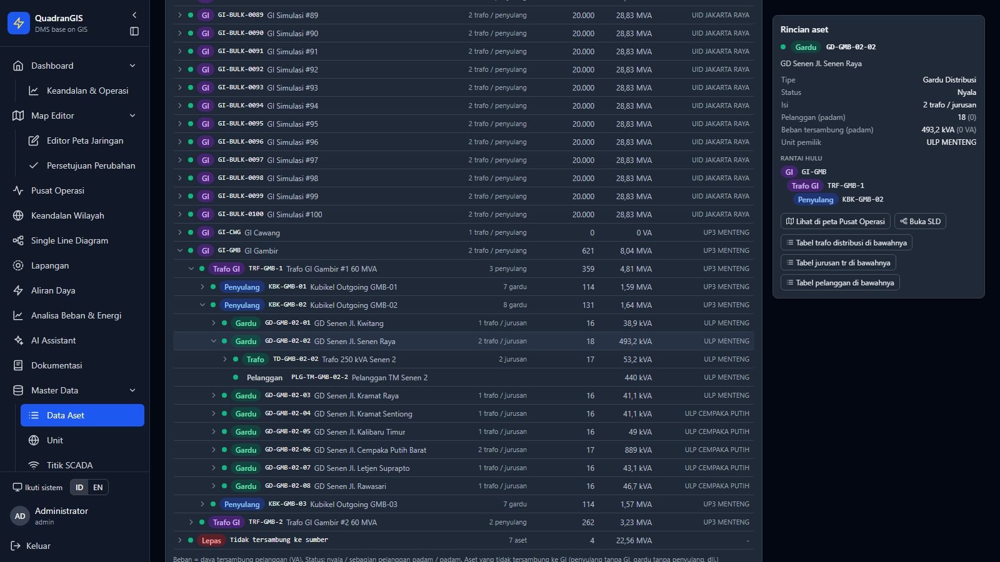 QuadranGIS
DMS base on GIS
Dashboard
Keandalan & Operasi
Map Editor
Editor Peta Jaringan
Persetujuan Perubahan
Pusat Operasi
Keandalan Wilayah
Single Line Diagram
Lapangan
Aliran Daya
Analisa Beban & Energi
AI Assistant
Dokumentasi
Master Data
Data Aset
Unit
Titik SCADA
Ikuti sistem ID EN
AD Administrator
admin
Keluar
GI GI-BULK-0089 GI Simulasi #89 2 trafo / penyulang 20.000 28,83 MVA UID JAKARTA RAYA
GI GI-BULK-0090 GI Simulasi #90 2 trafo / penyulang 20.000 28,83 MVA UID JAKARTA RAYA
GI GI-BULK-0091 GI Simulasi #91 2 trafo / penyulang 20.000 28,83 MVA UID JAKARTA RAYA
GI GI-BULK-0092 GI Simulasi #92 2 trafo / penyulang 20.000 28,83 MVA UID JAKARTA RAYA
GI GI-BULK-0093 GI Simulasi #93 2 trafo / penyulang 20.000 28,83 MVA UID JAKARTA RAYA
GI GI-BULK-0094 GI Simulasi #94 2 trafo / penyulang 20.000 28,83 MVA UID JAKARTA RAYA
GI GI-BULK-0095 GI Simulasi #95 2 trafo / penyulang 20.000 28,83 MVA UID JAKARTA RAYA
GI GI-BULK-0096 GI Simulasi #96 2 trafo / penyulang 20.000 28,83 MVA UID JAKARTA RAYA
GI GI-BULK-0097 GI Simulasi #97 2 trafo / penyulang 20.000 28,83 MVA UID JAKARTA RAYA
GI GI-BULK-0098 GI Simulasi #98 2 trafo / penyulang 20.000 28,83 MVA UID JAKARTA RAYA
GI GI-BULK-0099 GI Simulasi #99 2 trafo / penyulang 20.000 28,83 MVA UID JAKARTA RAYA
GI GI-BULK-0100 GI Simulasi #100 2 trafo / penyulang 20.000 28,83 MVA UID JAKARTA RAYA
GI GI-CWG GI Cawang 1 trafo / penyulang 0 0 VA UP3 MENTENG
GI GI-GMB GI Gambir 2 trafo / penyulang 621 8,04 MVA UP3 MENTENG
Trafo GI TRF-GMB-1 Trafo GI Gambir #1 60 MVA 3 penyulang 359 4,81 MVA UP3 MENTENG
Penyulang KBK-GMB-01 Kubikel Outgoing GMB-01 7 gardu 114 1,59 MVA UP3 MENTENG
Penyulang KBK-GMB-02 Kubikel Outgoing GMB-02 8 gardu 131 1,64 MVA UP3 MENTENG
Gardu GD-GMB-02-01 GD Senen Jl. Kwitang 1 trafo / jurusan 16 38,9 kVA ULP MENTENG
Gardu GD-GMB-02-02 GD Senen Jl. Senen Raya 2 trafo / jurusan 18 493,2 kVA ULP MENTENG
Trafo TD-GMB-02-02 Trafo 250 kVA Senen 2 2 jurusan 17 53,2 kVA ULP MENTENG
Pelanggan PLG-TM-GMB-02-2 Pelanggan TM Senen 2 440 kVA ULP MENTENG
Gardu GD-GMB-02-03 GD Senen Jl. Kramat Raya 1 trafo / jurusan 16 41,1 kVA ULP MENTENG
Gardu GD-GMB-02-04 GD Senen Jl. Kramat Sentiong 1 trafo / jurusan 16 41,1 kVA ULP CEMPAKA PUTIH
Gardu GD-GMB-02-05 GD Senen Jl. Kalibaru Timur 1 trafo / jurusan 16 49 kVA ULP CEMPAKA PUTIH
Gardu GD-GMB-02-06 GD Senen Jl. Cempaka Putih Barat 2 trafo / jurusan 17 889 kVA ULP CEMPAKA PUTIH
Gardu GD-GMB-02-07 GD Senen Jl. Letjen Suprapto 1 trafo / jurusan 16 43,1 kVA ULP CEMPAKA PUTIH
Gardu GD-GMB-02-08 GD Senen Jl. Rawasari 1 trafo / jurusan 16 46,7 kVA ULP CEMPAKA PUTIH
Penyulang KBK-GMB-03 Kubikel Outgoing GMB-03 7 gardu 114 1,57 MVA UP3 MENTENG
Trafo GI TRF-GMB-2 Trafo GI Gambir #2 60 MVA 2 penyulang 262 3,23 MVA UP3 MENTENG
Lepas Tidak tersambung ke sumber 7 aset 4 22,56 MVA -
Beban = daya tersambung pelanggan (VA). Status: nyala / sebagian pelanggan padam / padam. Aset yang tidak tersambung ke GI (penyulang tanpa GI, gardu tanpa penyulang, dll.)
Rincian aset
Gardu GD-GMB-02-02
GD Senen Jl. Senen Raya
Tipe Gardu Distribusi
Status Nyala
Isi 2 trafo / jurusan
Pelanggan (padam) 18 (0)
Beban tersambung (padam) 493,2 kVA (0 VA)
Unit pemilik ULP MENTENG
RANTAI HULU
GI GI-GMB
Trafo GI TRF-GMB-1
Penyulang KBK-GMB-02
Lihat di peta Pusat Operasi Buka SLD
Tabel trafo distribusi di bawahnya
Tabel jurusan tr di bawahnya
Tabel pelanggan di bawahnya